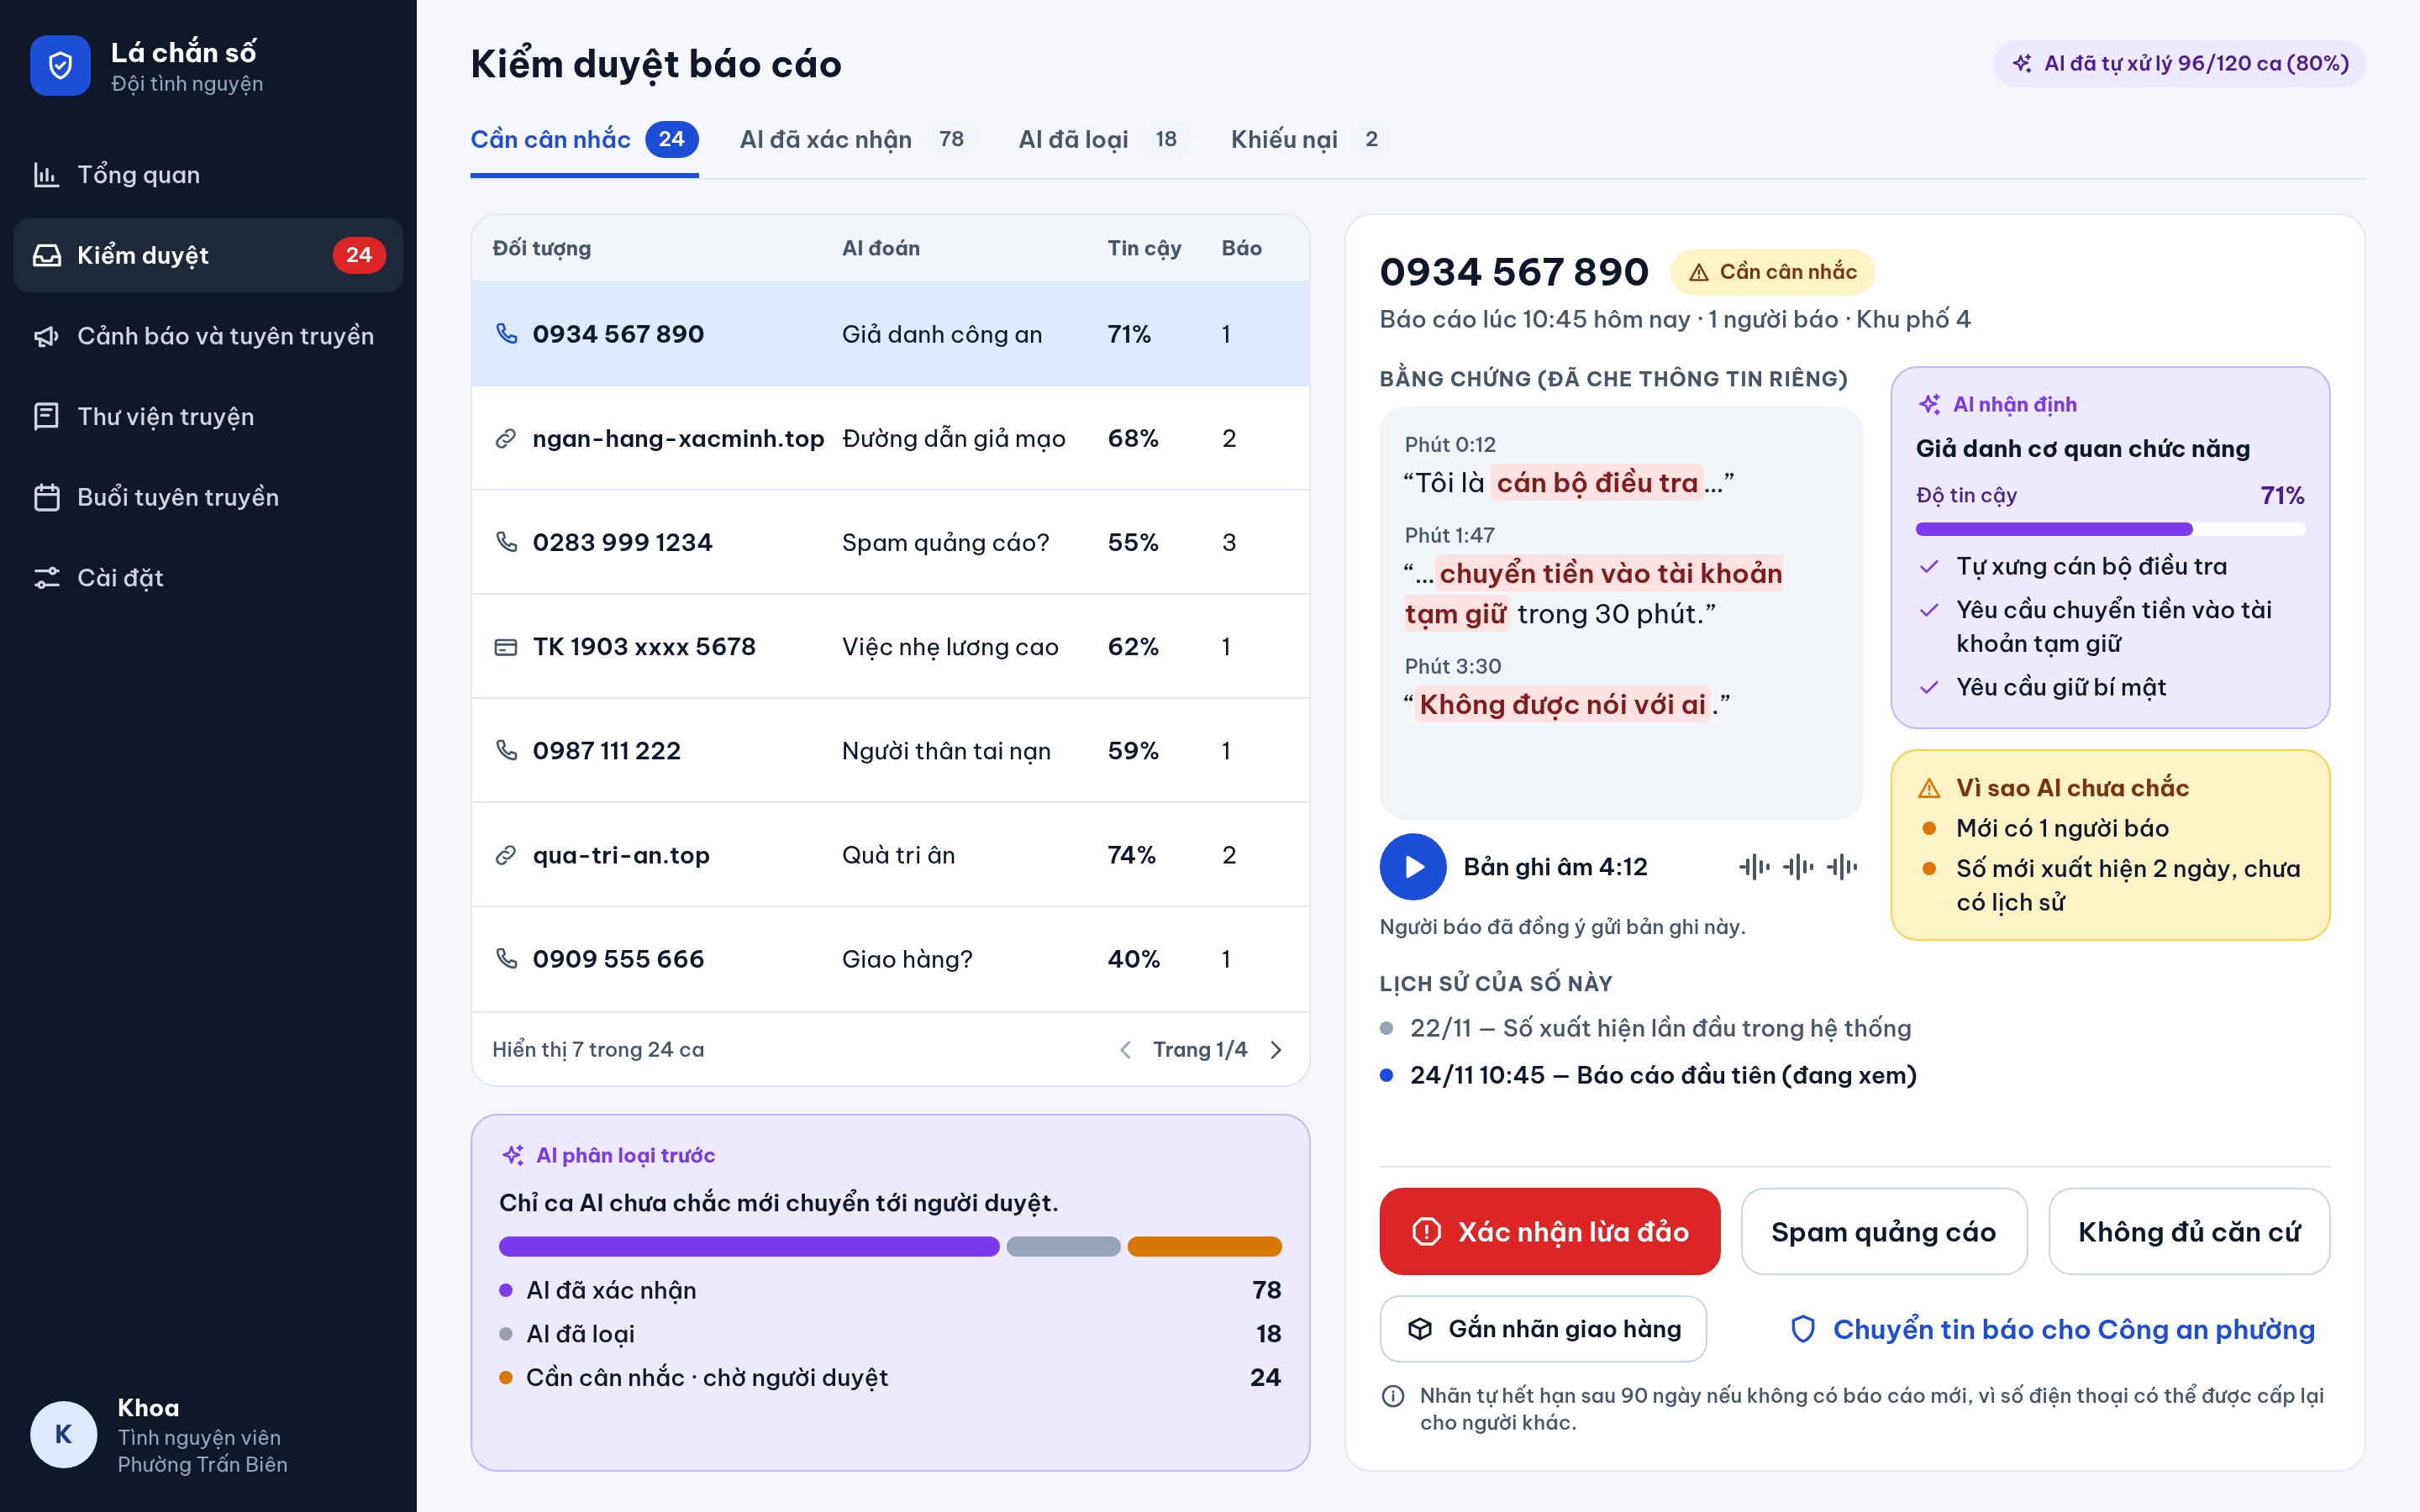 Lá chắn số
Đội tình nguyện
Tổng quan
Kiểm duyệt 24
Cảnh báo và tuyên truyền
Thư viện truyện
Buổi tuyên truyền
Cài đặt
K
Khoa
Tình nguyện viên
Phường Trấn Biên
Kiểm duyệt báo cáo
AI đã tự xử lý 96/120 ca (80%)
Cần cân nhắc 24 AI đã xác nhận 78 AI đã loại 18 Khiếu nại 2
Đối tượng AI đoán Tin cậy Báo
0934 567 890 Giả danh công an 71% 1
ngan-hang-xacminh.top Đường dẫn giả mạo 68% 2
0283 999 1234 Spam quảng cáo? 55% 3
TK 1903 xxxx 5678 Việc nhẹ lương cao 62% 1
0987 111 222 Người thân tai nạn 59% 1
qua-tri-an.top Quà tri ân 74% 2
0909 555 666 Giao hàng? 40% 1
Hiển thị 7 trong 24 ca Trang 1/4
AI phân loại trước
Chỉ ca AI chưa chắc mới chuyển tới người duyệt.
AI đã xác nhận 78
AI đã loại 18
Cần cân nhắc · chờ người duyệt 24
0934 567 890 Cần cân nhắc
Báo cáo lúc 10:45 hôm nay · 1 người báo · Khu phố 4
BẰNG CHỨNG (ĐÃ CHE THÔNG TIN RIÊNG)
Phút 0:12
“Tôi là cán bộ điều tra...”
Phút 1:47
“... chuyển tiền vào tài khoản
tạm giữ trong 30 phút.”
Phút 3:30
“Không được nói với ai.”
Bản ghi âm 4:12
Người báo đã đồng ý gửi bản ghi này.
AI nhận định
Giả danh cơ quan chức năng
Độ tin cậy 71%
Tự xưng cán bộ điều tra
Yêu cầu chuyển tiền vào tài
khoản tạm giữ
Yêu cầu giữ bí mật
Vì sao AI chưa chắc
Mới có 1 người báo
Số mới xuất hiện 2 ngày, chưa
có lịch sử
LỊCH SỬ CỦA SỐ NÀY
22/11 – Số xuất hiện lần đầu trong hệ thống
24/11 10:45 – Báo cáo đầu tiên (đang xem)
Xác nhận lừa đảo Spam quảng cáo Không đủ căn cứ
Gắn nhãn giao hàng Chuyển tin báo cho Công an phường
Nhãn tự hết hạn sau 90 ngày nếu không có báo cáo mới, vì số điện thoại có thể được cấp lại
cho người khác.